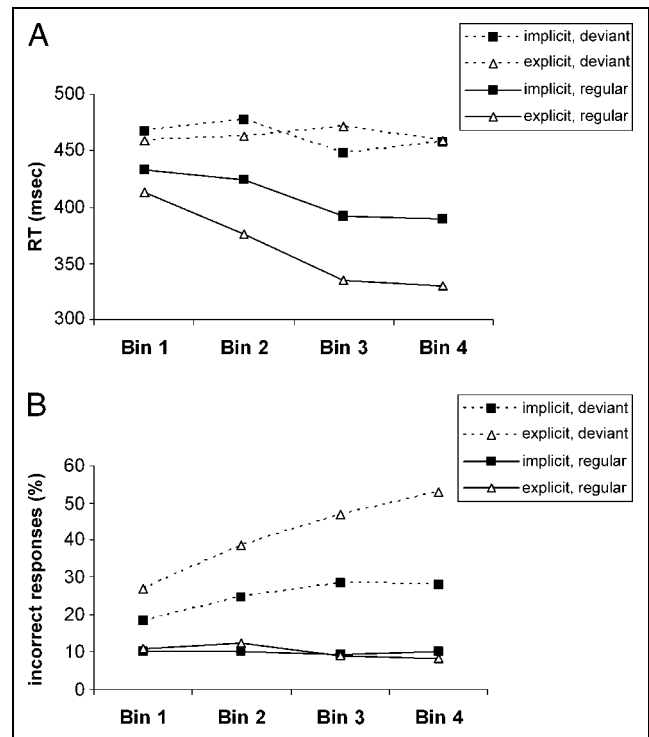 A
implicit, deviant
explicit, deviant
implicit, regular
explicit, regular
RT (msec)
500
450
400
350
300
Bin 1 Bin 2 Bin 3 Bin 4
B
implicit, deviant
explicit, deviant
implicit, regular
explicit, regular
incorrect responses (%)
60
50
40
30
20
10
0
Bin 1 Bin 2 Bin 3 Bin 4